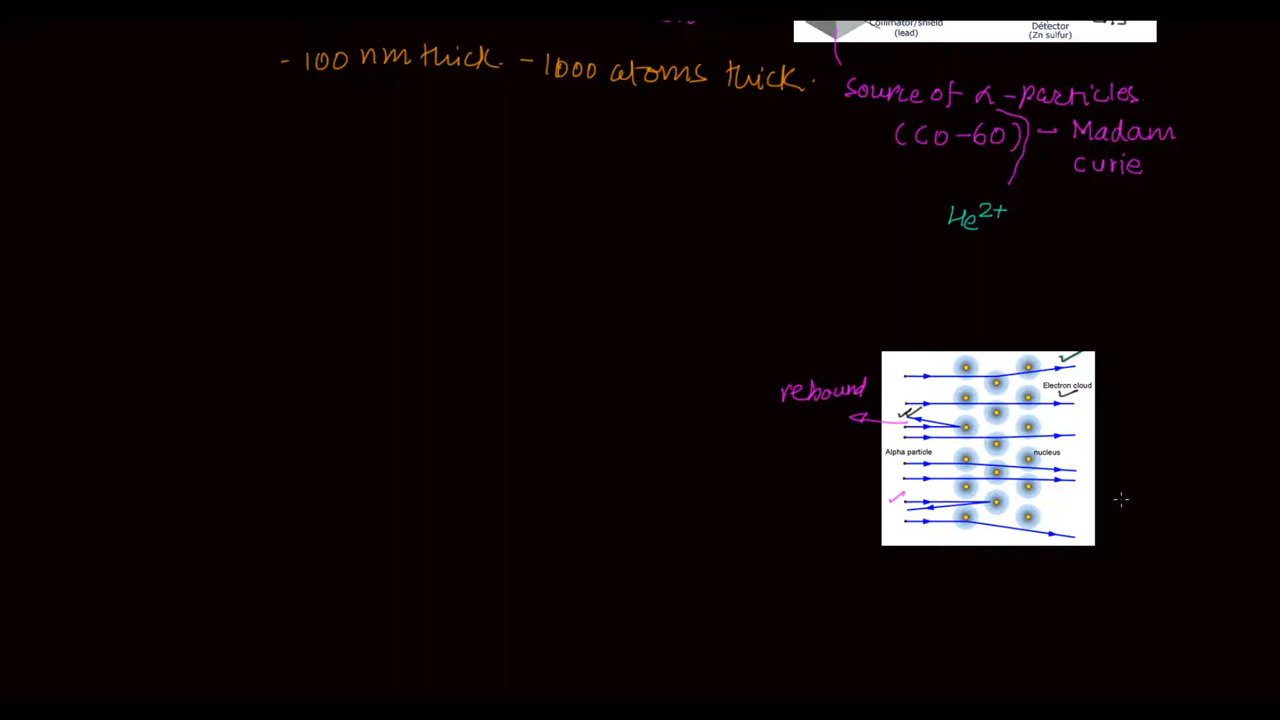 Collimator/shield
(lead)
Détector
(Zn sulfur)
- 100 nm thick. - 1000 atoms thick.
source of α-particles
(CO-60) - Madam
curie
He2+
rebound
Electron cloud
Alpha particle
nucleus